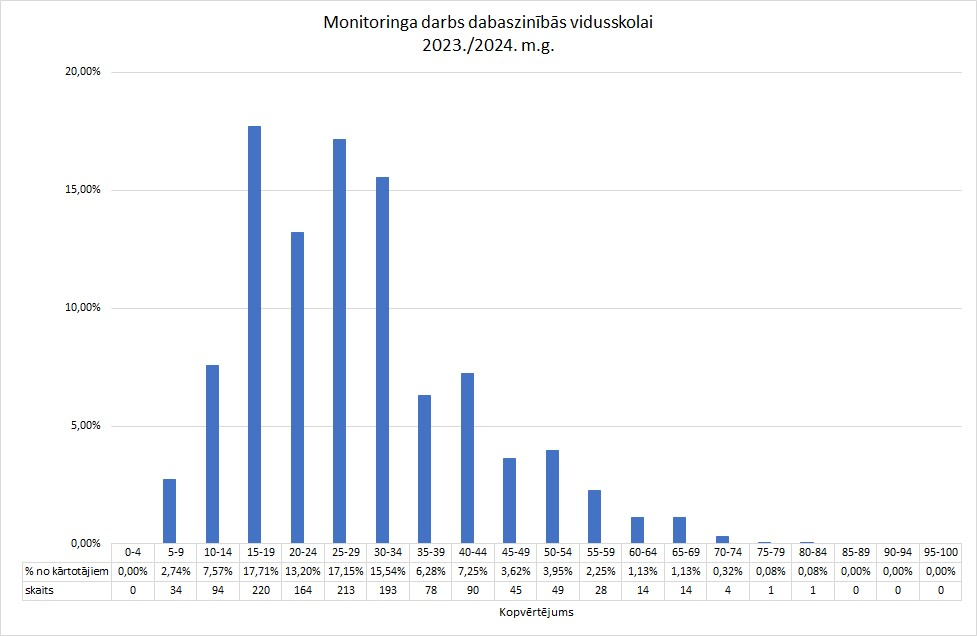 Monitoringa darbs dabaszinībās vidusskolai
2023./2024. m.g.
20,00%
15,00%
10,00%
5,00%
0,00%
0-4 5-9 10-14 15-19 20-24 25-29 30-34 35-39 40-44 45-49 50-54 55-59 60-64 65-69 70-74 75-79 80-84 85-89 90-94 95-100
% no kārtotājiem 0,00% 2,74% 7,57% 17,71% 13,20% 17,15% 15,54% 6,28% 7,25% 3,62% 3,95% 2,25% 1,13% 1,13% 0,32% 0,08% 0,08% 0,00% 0,00% 0,00%
skaits 0 34 94 220 164 213 193 78 90 45 49 28 14 14 4 1 1 0 0 0
Kopvērtējums